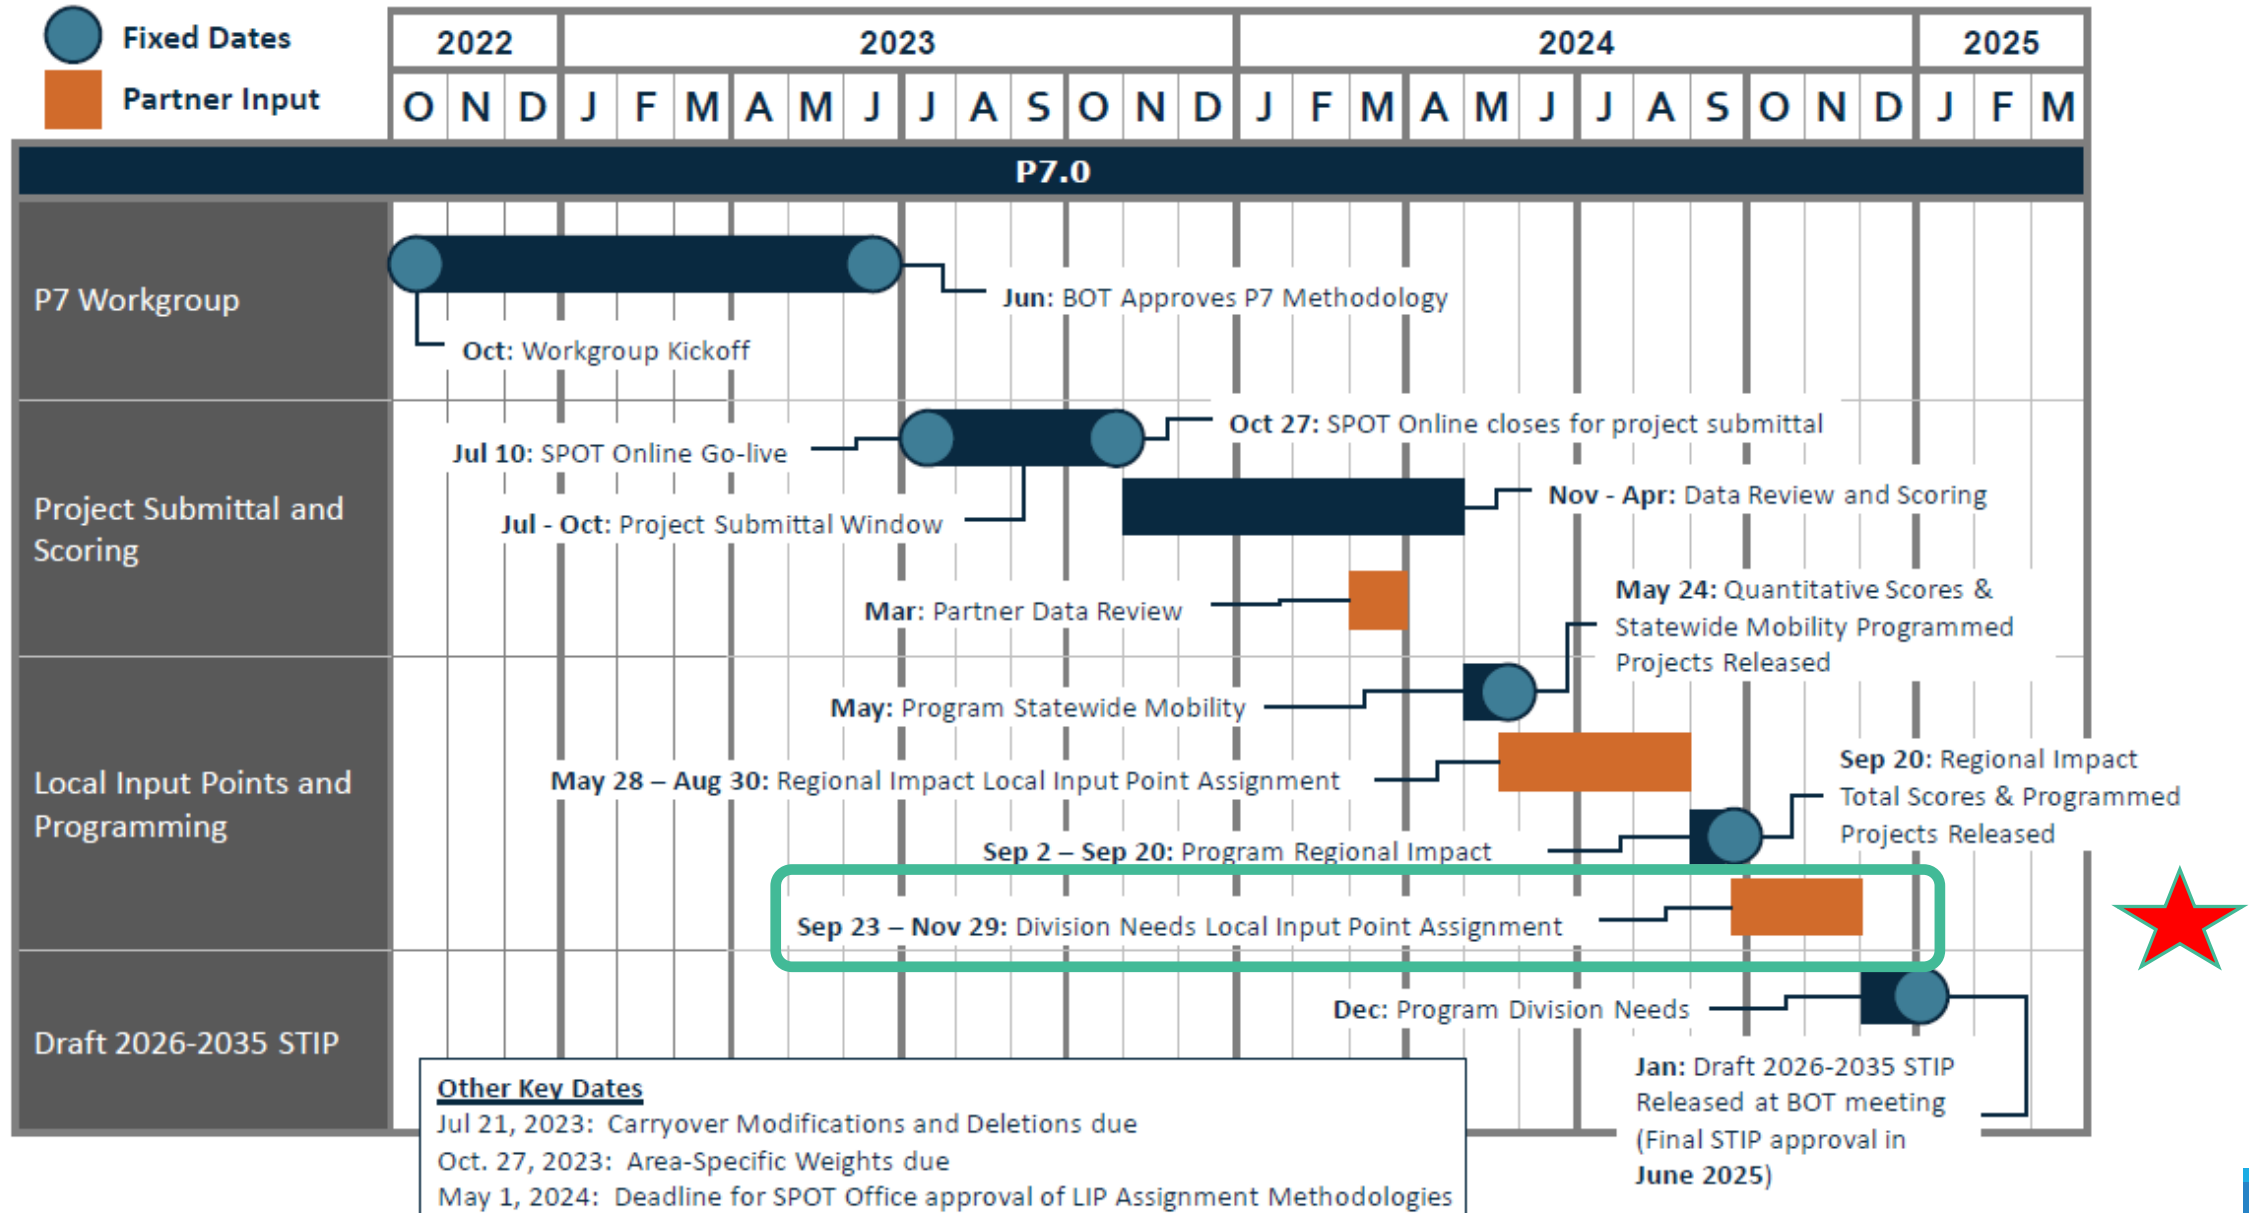 Fixed Dates
Partner Input
2022 2023 2024 2025
O N D J F M A M J J A S O N D J F M A M J J A S O N D J F M
P7.0
P7 Workgroup
Jun: BOT Approves P7 Methodology
Oct: Workgroup Kickoff
Project Submittal and
Scoring
Oct 27: SPOT Online closes for project submittal
Jul 10: SPOT Online Go-live
Nov - Apr: Data Review and Scoring
Jul - Oct: Project Submittal Window
Mar: Partner Data Review
May 24: Quantitative Scores &
Statewide Mobility Programmed
Projects Released
Local Input Points and
Programming
May: Program Statewide Mobility
May 28 – Aug 30: Regional Impact Local Input Point Assignment
Sep 20: Regional Impact
Total Scores & Programmed
Projects Released
Sep 2 – Sep 20: Program Regional Impact
Sep 23 – Nov 29: Division Needs Local Input Point Assignment
Draft 2026-2035 STIP
Dec: Program Division Needs
Jan: Draft 2026-2035 STIP
Released at BOT meeting
(Final STIP approval in
June 2025)
Other Key Dates
Jul 21, 2023: Carryover Modifications and Deletions due
Oct. 27, 2023: Area-Specific Weights due
May 1, 2024: Deadline for SPOT Office approval of LIP Assignment Methodologies